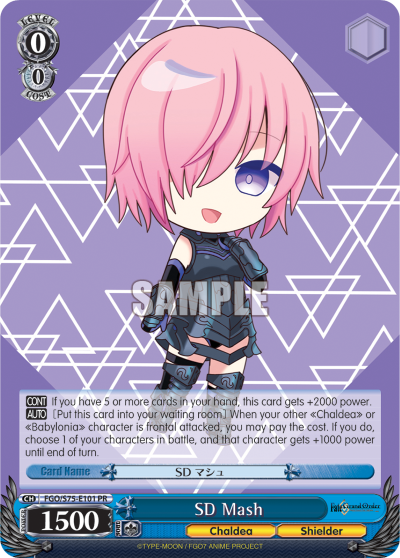 LEVEL
0
0
COST
SAMPLE
CONT If you have 5 or more cards in your hand, this card gets +2000 power.
AUTO [Put this card into your waiting room] When your other «Chaldea» or
«Babylonia» character is frontal attacked, you may pay the cost. If you do,
choose 1 of your characters in battle, and that character gets +1000 power
until end of turn.
Card Name SD マシュ
CH FGO/S75-E101 PR
1500
SD Mash
Chaldea Shielder
©TYPE-MOON / FGO7 ANIME PROJECT